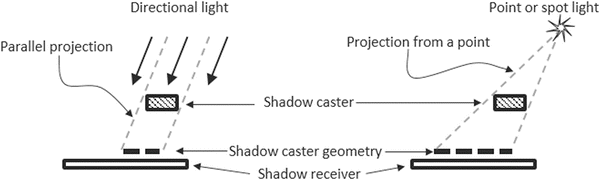 Directional light
Point or spot light
Parallel projection
Projection from a point
Shadow caster
Shadow caster geometry
Shadow receiver